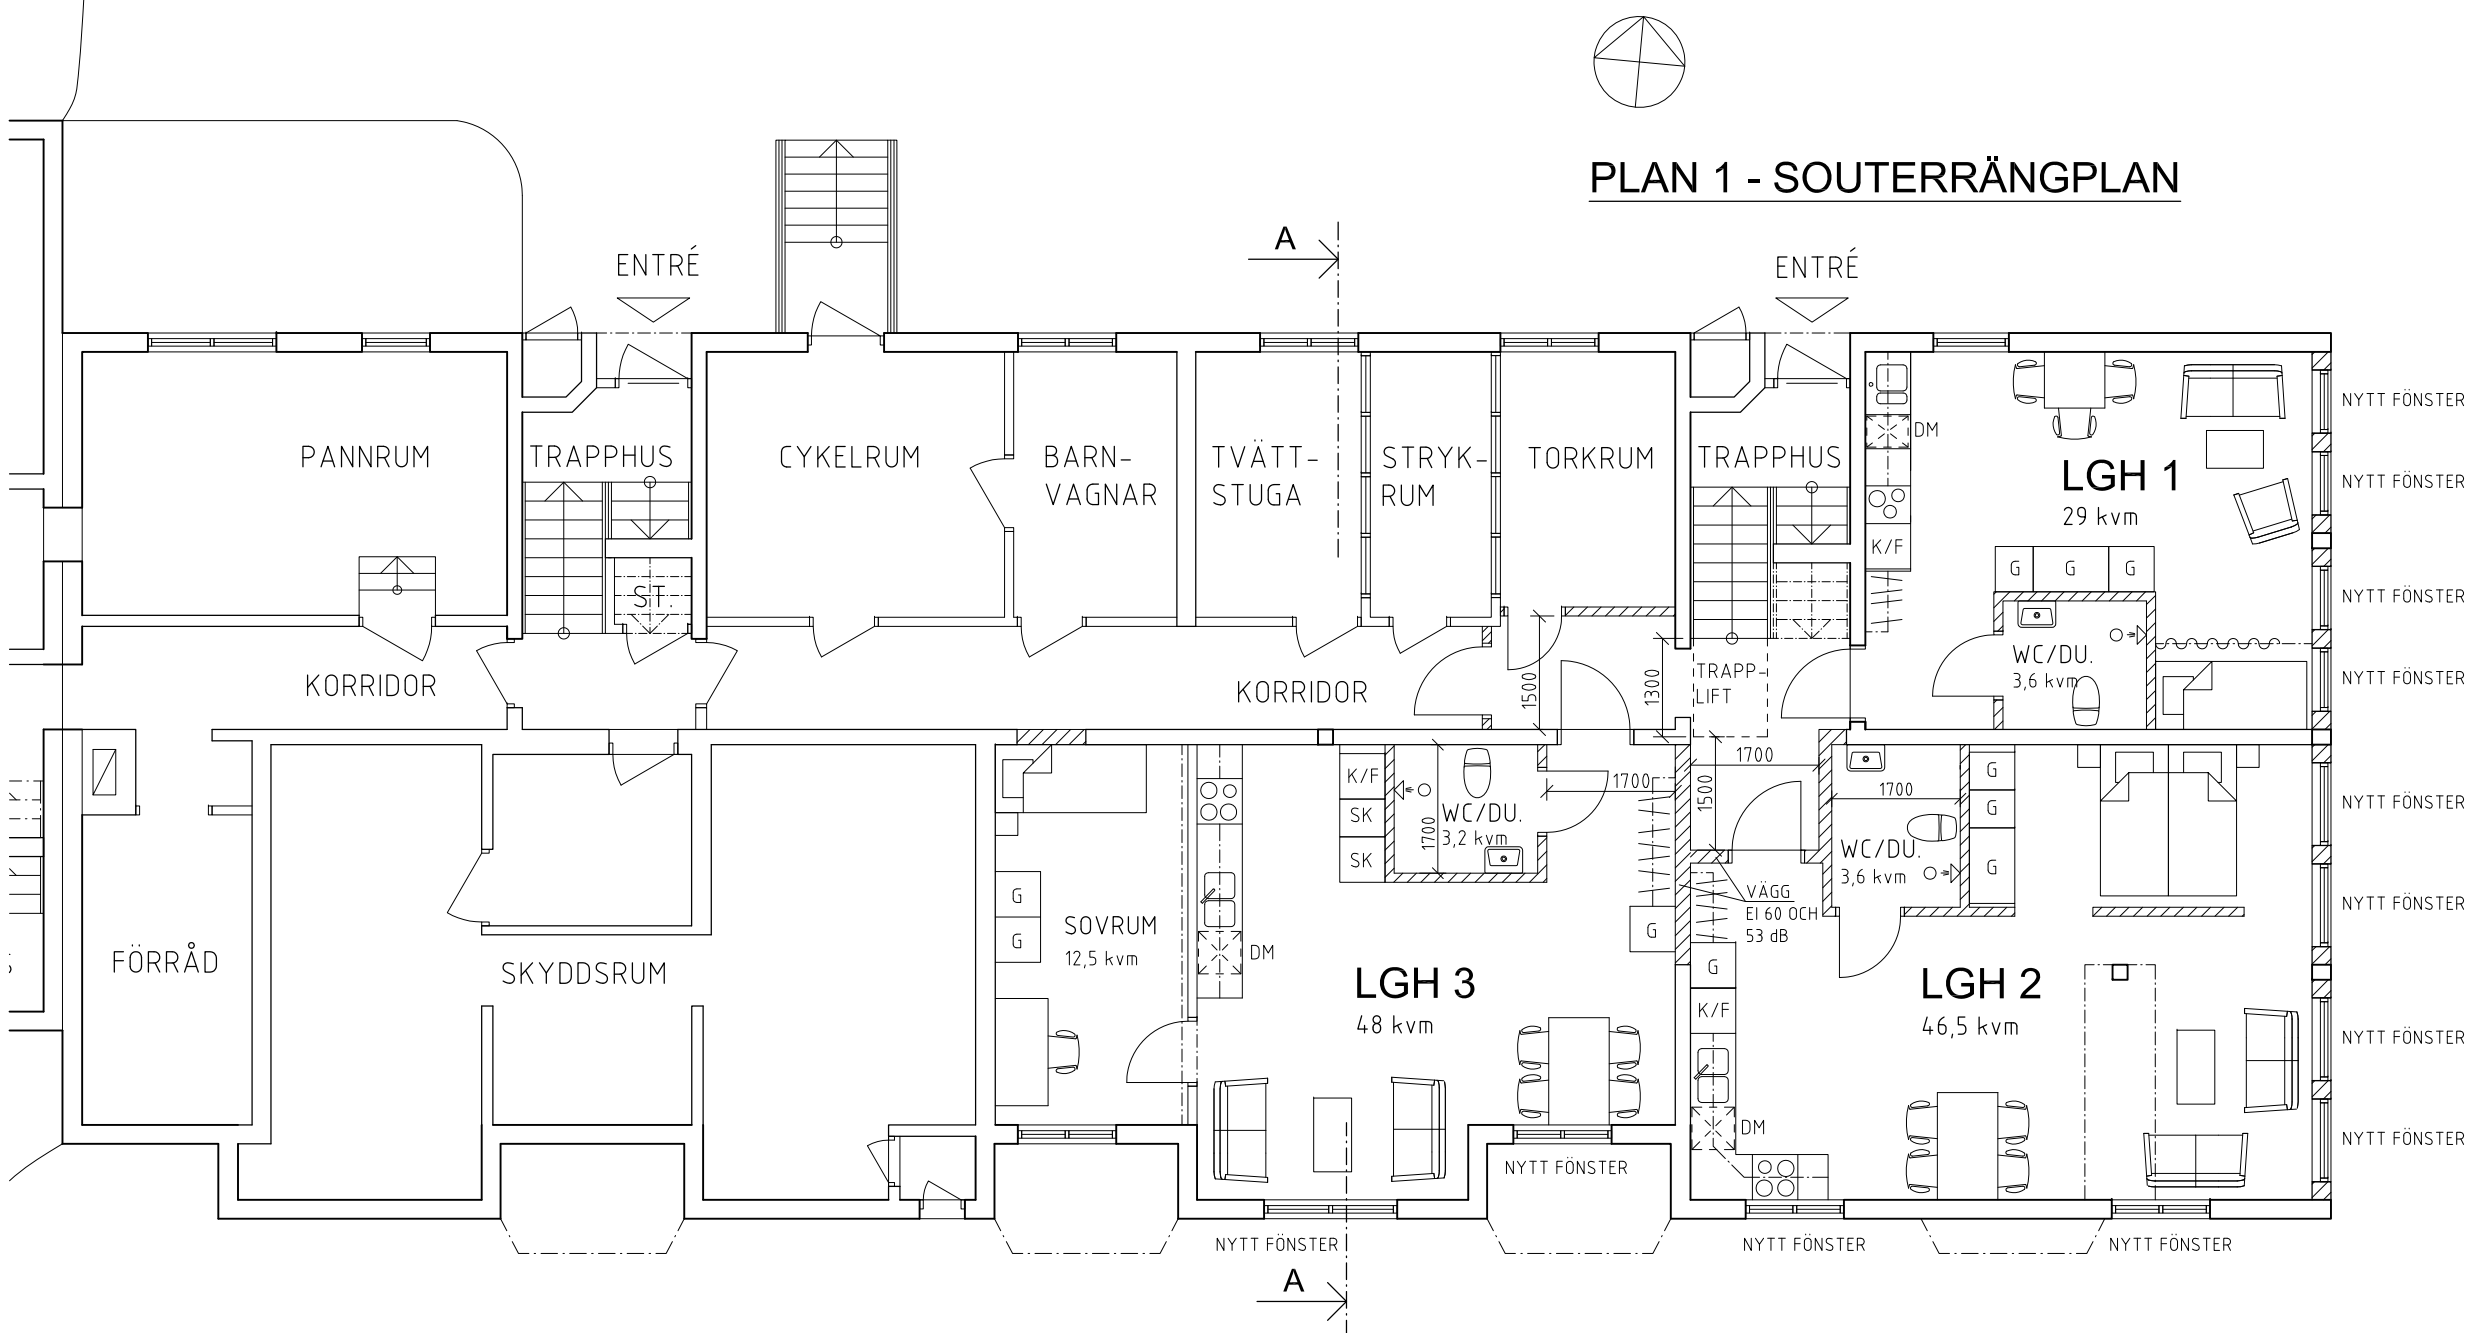 PLAN 1 - SOUTERRÄNGPLAN
A
ENTRÉ
ENTRÉ
NYTT FÖNSTER
DM
PANNRUM
TRAPPHUS
CYKELRUM
BARN-
VAGNAR
TVÄTT-
STUGA
STRYK-
RUM
TORKRUM
TRAPPHUS
LGH 1
29 kvm
NYTT FÖNSTER
K/F
G
G
G
ST.
NYTT FÖNSTER
WC/DU.
3,6 kvm
NYTT FÖNSTER
KORRIDOR
KORRIDOR
1500
1300
TRAPP-
LIFT
1700
1700
1500
K/F
SK
SK
WC/DU.
3,2 kvm
1700
1700
G
G
G
NYTT FÖNSTER
WC/DU.
3,6 kvm
VÄGG
EI 60 OCH
53 dB
NYTT FÖNSTER
G
G
SOVRUM
12,5 kvm
DM
G
FÖRRÅD
SKYDDSRUM
LGH 3
48 kvm
G
K/F
LGH 2
46,5 kvm
NYTT FÖNSTER
DM
NYTT FÖNSTER
NYTT FÖNSTER
NYTT FÖNSTER
NYTT FÖNSTER
NYTT FÖNSTER
A